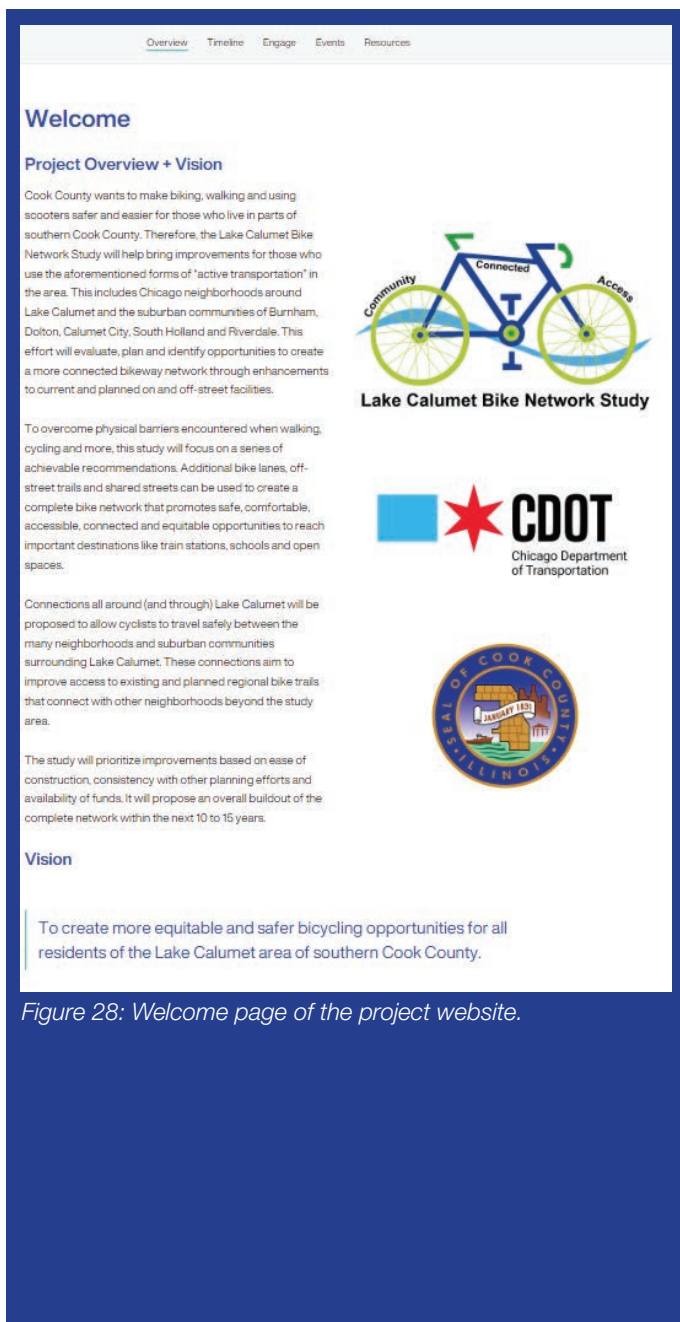 Overview Timeline Engage Events Resources
Welcome
Project Overview + Vision
Cook County wants to make biking, walking and using
scooters safer and easier for those who live in parts of
southern Cook County. Therefore, the Lake Calumet Bike
Network Study will help bring improvements for those who
use the aforementioned forms of "active transportation" in
the area. This includes Chicago neighborhoods around
Lake Calumet and the suburban communities of Burnham,
Dolton, Calumet City, South Holland and Riverdale. This
effort will evaluate, plan and identify opportunities to create
a more connected bikeway network through enhancements
to current and planned on and off-street facilities.
To overcome physical barriers encountered when walking,
cycling and more, this study will focus on a series of
achievable recommendations. Additional bike lanes, off-
street trails and shared streets can be used to create a
complete bike network that promotes safe, comfortable,
accessible, connected and equitable opportunities to reach
important destinations like train stations, schools and open
spaces.
Connections all around (and through) Lake Calumet will be
proposed to allow cyclists to travel safely between the
many neighborhoods and suburban communities
surrounding Lake Calumet. These connections aim to
improve access to existing and planned regional bike trails
that connect with other neighborhoods beyond the study
area.
The study will prioritize improvements based on ease of
construction, consistency with other planning efforts and
availability of funds. It will propose an overall buildout of the
complete network within the next 10 to 15 years.
Community Connected Access
Lake Calumet Bike Network Study
CDOT
Chicago Department
of Transportation
SEAL OF COOK COUNTY
JANUARY 1831
ILLINOIS
Vision
To create more equitable and safer bicycling opportunities for all
residents of the Lake Calumet area of southern Cook County.
Figure 28: Welcome page of the project website.